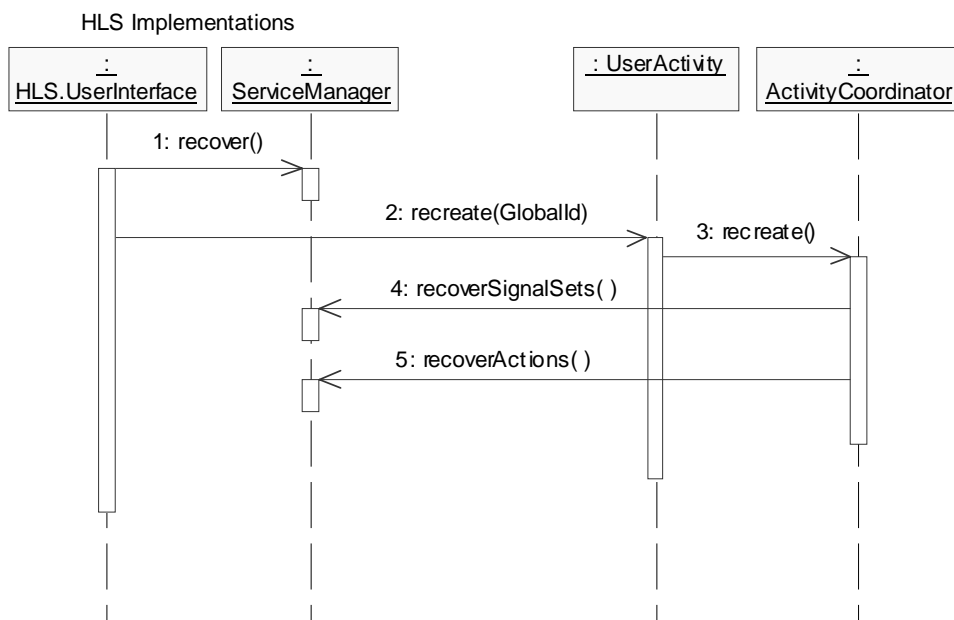 HLS Implementations
:
HLS.UserInterface
:
ServiceManager
: UserActivity
:
ActivityCoordinator
1: recover()
2: recreate(GlobalId)
3: recreate()
4: recoverSignalSets( )
5: recoverActions( )